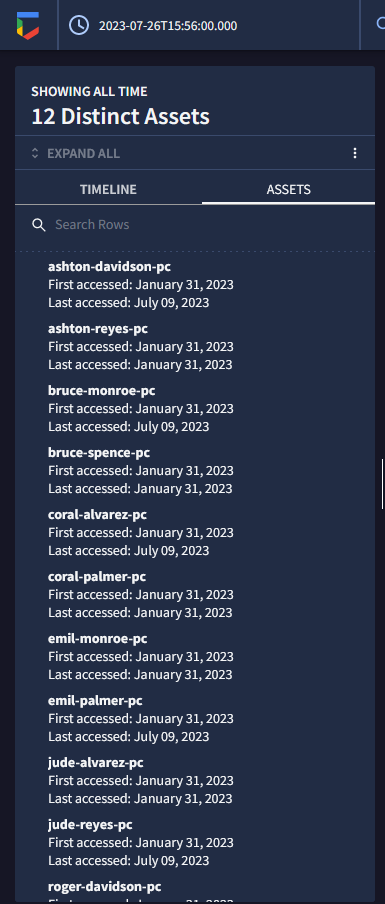 2023-07-26T15:56:00.000
SHOWING ALL TIME
12 Distinct Assets
EXPAND ALL
TIMELINE
ASSETS
Search Rows
ashton-davidson-pc
First accessed: January 31, 2023
Last accessed: July 09, 2023
ashton-reyes-pc
First accessed: January 31, 2023
Last accessed: January 31, 2023
bruce-monroe-pc
First accessed: January 31, 2023
Last accessed: July 09, 2023
bruce-spence-pc
First accessed: January 31, 2023
Last accessed: January 31, 2023
coral-alvarez-pc
First accessed: January 31, 2023
Last accessed: July 09, 2023
coral-palmer-pc
First accessed: January 31, 2023
Last accessed: January 31, 2023
emil-monroe-pc
First accessed: January 31, 2023
Last accessed: January 31, 2023
emil-palmer-pc
First accessed: January 31, 2023
Last accessed: July 09, 2023
jude-alvarez-pc
First accessed: January 31, 2023
Last accessed: January 31, 2023
jude-reyes-pc
First accessed: January 31, 2023
Last accessed: July 09, 2023
roger-davidson-pc